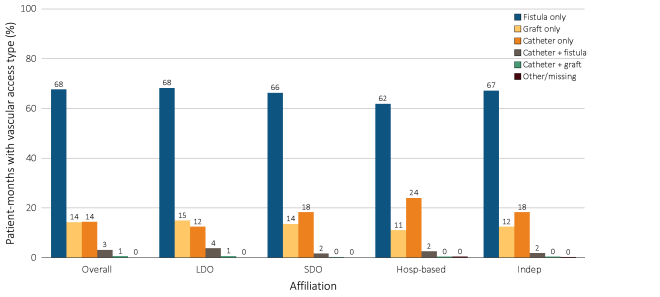 Patient-months with vascular access type (%)
100
80
60
40
20
0
Fistula only
Graft only
Catheter only
Catheter + fistula
Catheter + graft
Other/missing
68 14 14 3 1 0
68 15 12 4 1 0
66 14 18 2 0 0
62 11 24 2 0 0
67 12 18 2 0 0
Overall LDO SDO Hosp-based Indep
Affiliation